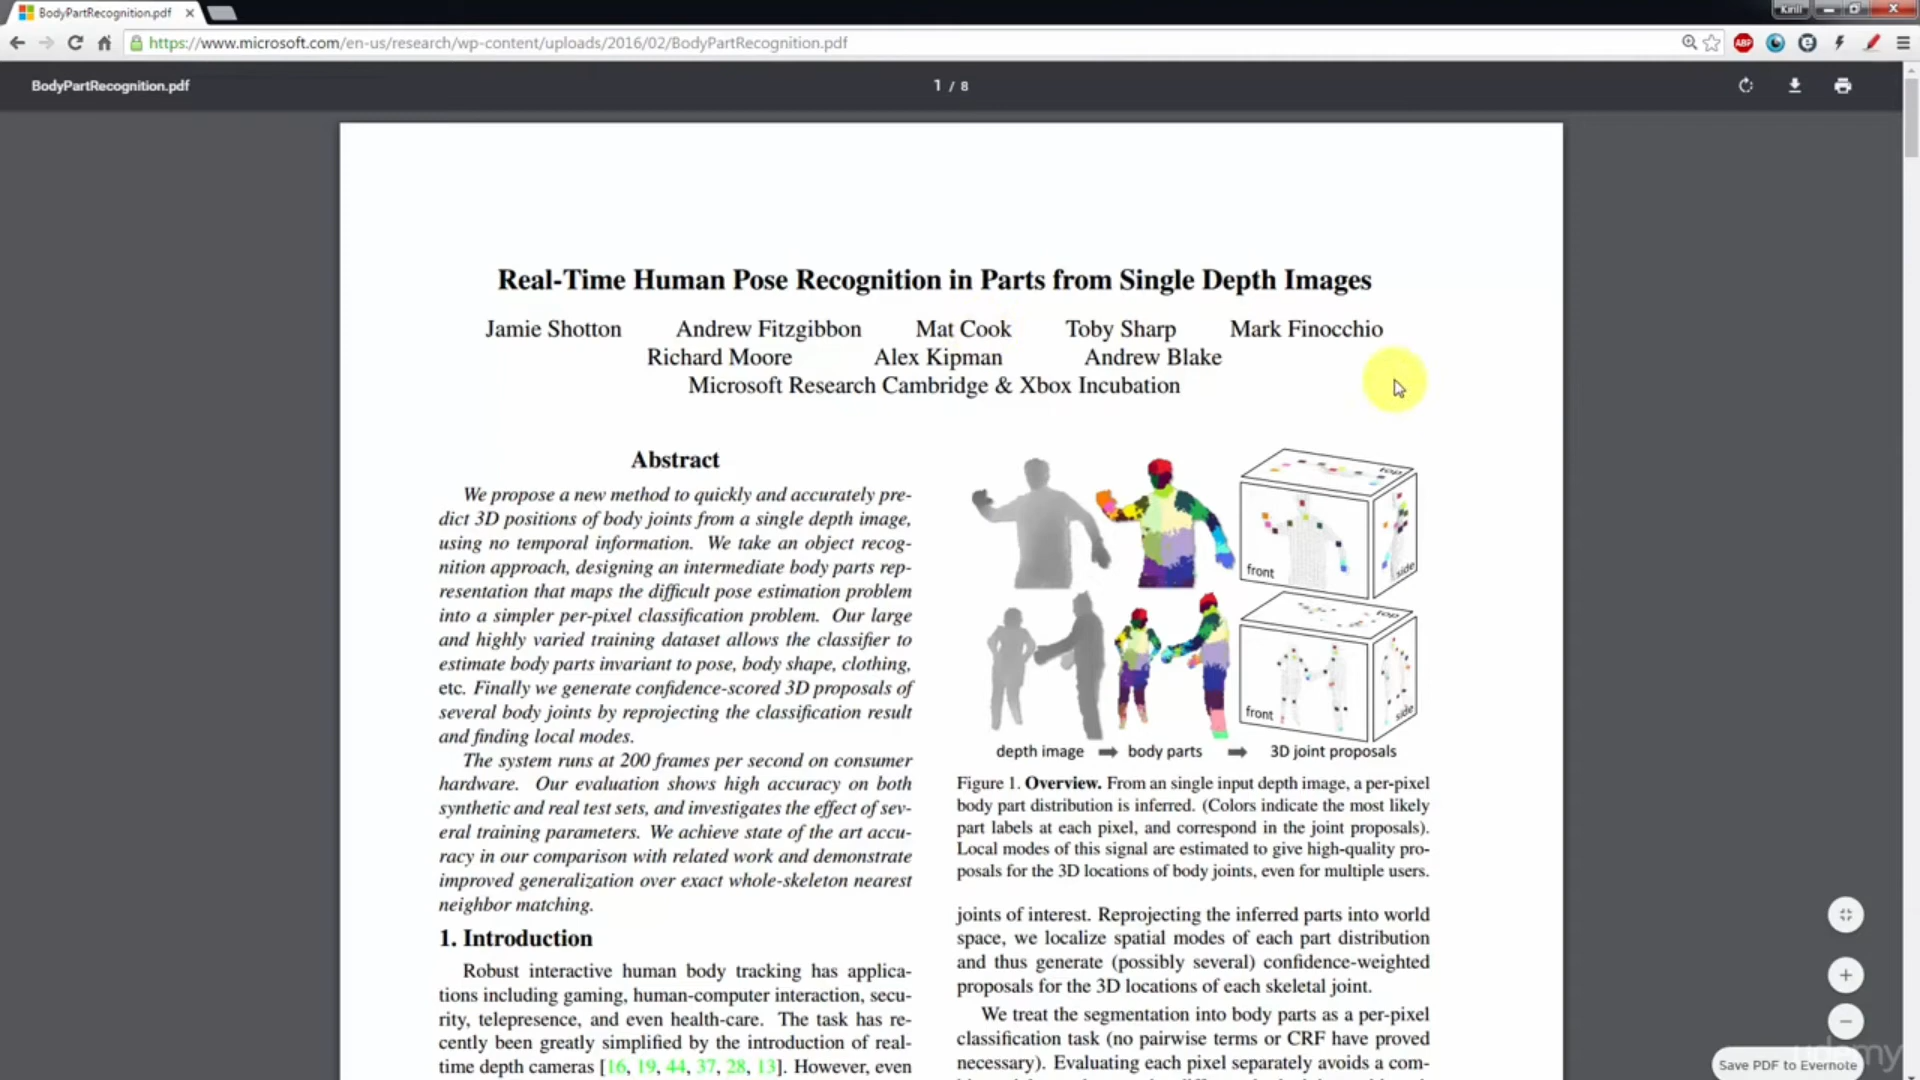 BodyPartRecognition.pdf
Kirill
https://www.microsoft.com/en-us/research/wp-content/uploads/2016/02/BodyPartRecognition.pdf
ABP
BodyPartRecognition.pdf
1 / 8
Real-Time Human Pose Recognition in Parts from Single Depth Images
Jamie Shotton Andrew Fitzgibbon Mat Cook Toby Sharp Mark Finocchio
Richard Moore Alex Kipman Andrew Blake
Microsoft Research Cambridge & Xbox Incubation
Abstract
We propose a new method to quickly and accurately pre-
dict 3D positions of body joints from a single depth image,
using no temporal information. We take an object recog-
nition approach, designing an intermediate body parts rep-
resentation that maps the difficult pose estimation problem
into a simpler per-pixel classification problem. Our large
and highly varied training dataset allows the classifier to
estimate body parts invariant to pose, body shape, clothing,
etc. Finally we generate confidence-scored 3D proposals of
several body joints by reprojecting the classification result
and finding local modes.
The system runs at 200 frames per second on consumer
hardware. Our evaluation shows high accuracy on both
synthetic and real test sets, and investigates the effect of sev-
eral training parameters. We achieve state of the art accu-
racy in our comparison with related work and demonstrate
improved generalization over exact whole-skeleton nearest
neighbor matching.
1. Introduction
Robust interactive human body tracking has applica-
tions including gaming, human-computer interaction, secu-
rity, telepresence, and even health-care. The task has re-
cently been greatly simplified by the introduction of real-
time depth cameras [16, 19, 44, 37, 28, 13]. However, even
top
front
side
top
front
side
depth image body parts 3D joint proposals
Figure 1. Overview. From an single input depth image, a per-pixel
body part distribution is inferred. (Colors indicate the most likely
part labels at each pixel, and correspond in the joint proposals).
Local modes of this signal are estimated to give high-quality pro-
posals for the 3D locations of body joints, even for multiple users.
joints of interest. Reprojecting the inferred parts into world
space, we localize spatial modes of each part distribution
and thus generate (possibly several) confidence-weighted
proposals for the 3D locations of each skeletal joint.
We treat the segmentation into body parts as a per-pixel
classification task (no pairwise terms or CRF have proved
necessary). Evaluating each pixel separately avoids a com-
Save PDF to Evernote
udemy